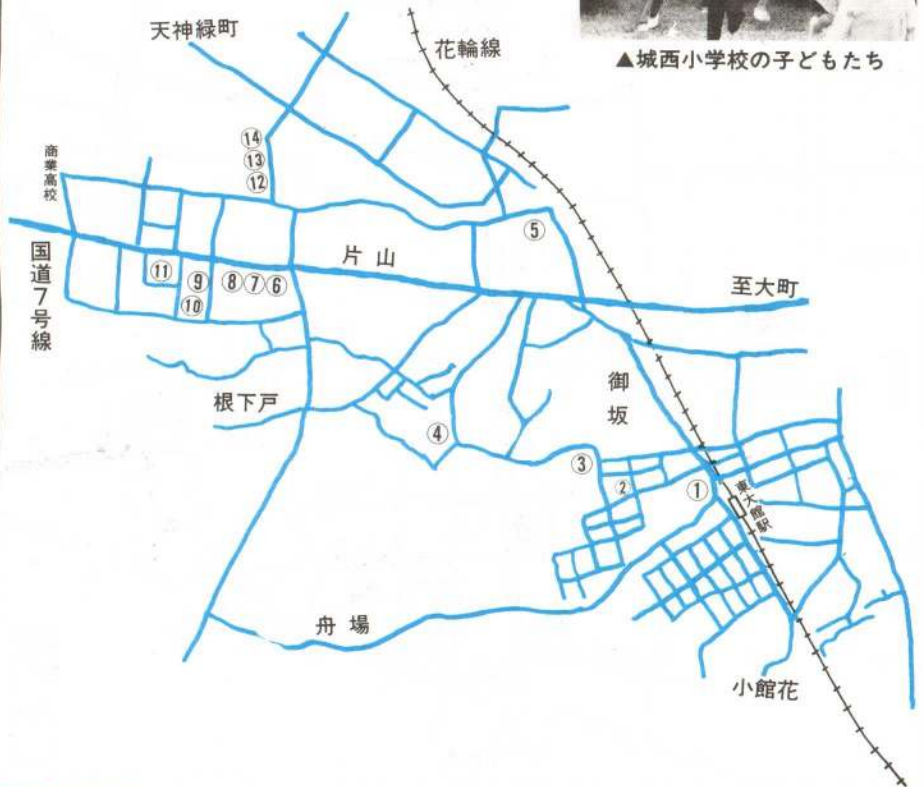 ▲城西小学校の子どもたち
天神緑町
花輪線
商業高校
⑭
⑬
⑫
⑤
国道7号線
片山
至大町
⑪
⑨
⑧⑦⑥
⑩
御坂
根下戸
④
③
②
①
東大館駅
舟場
小館花